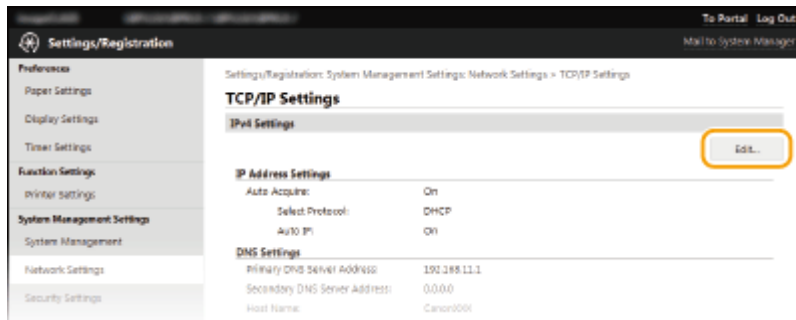 To Portal Log Out
Settings/Registration
Mail to System Manager
Preferences
Paper Settings
Display Settings
Timer Settings
Function Settings
Printer Settings
System Management Settings
System Management
Network Settings
Security Settings
Settings/Registration: System Management Settings: Network Settings > TCP/IP Settings
TCP/IP Settings
IPv4 Settings
Edit...
IP Address Settings
Auto Acquire: On
Select Protocol: DHCP
Auto IP: On
DNS Settings
Primary DNS Server Address: 192.168.11.1
Secondary DNS Server Address: 0.0.0.0
Host Name: CanonXXX